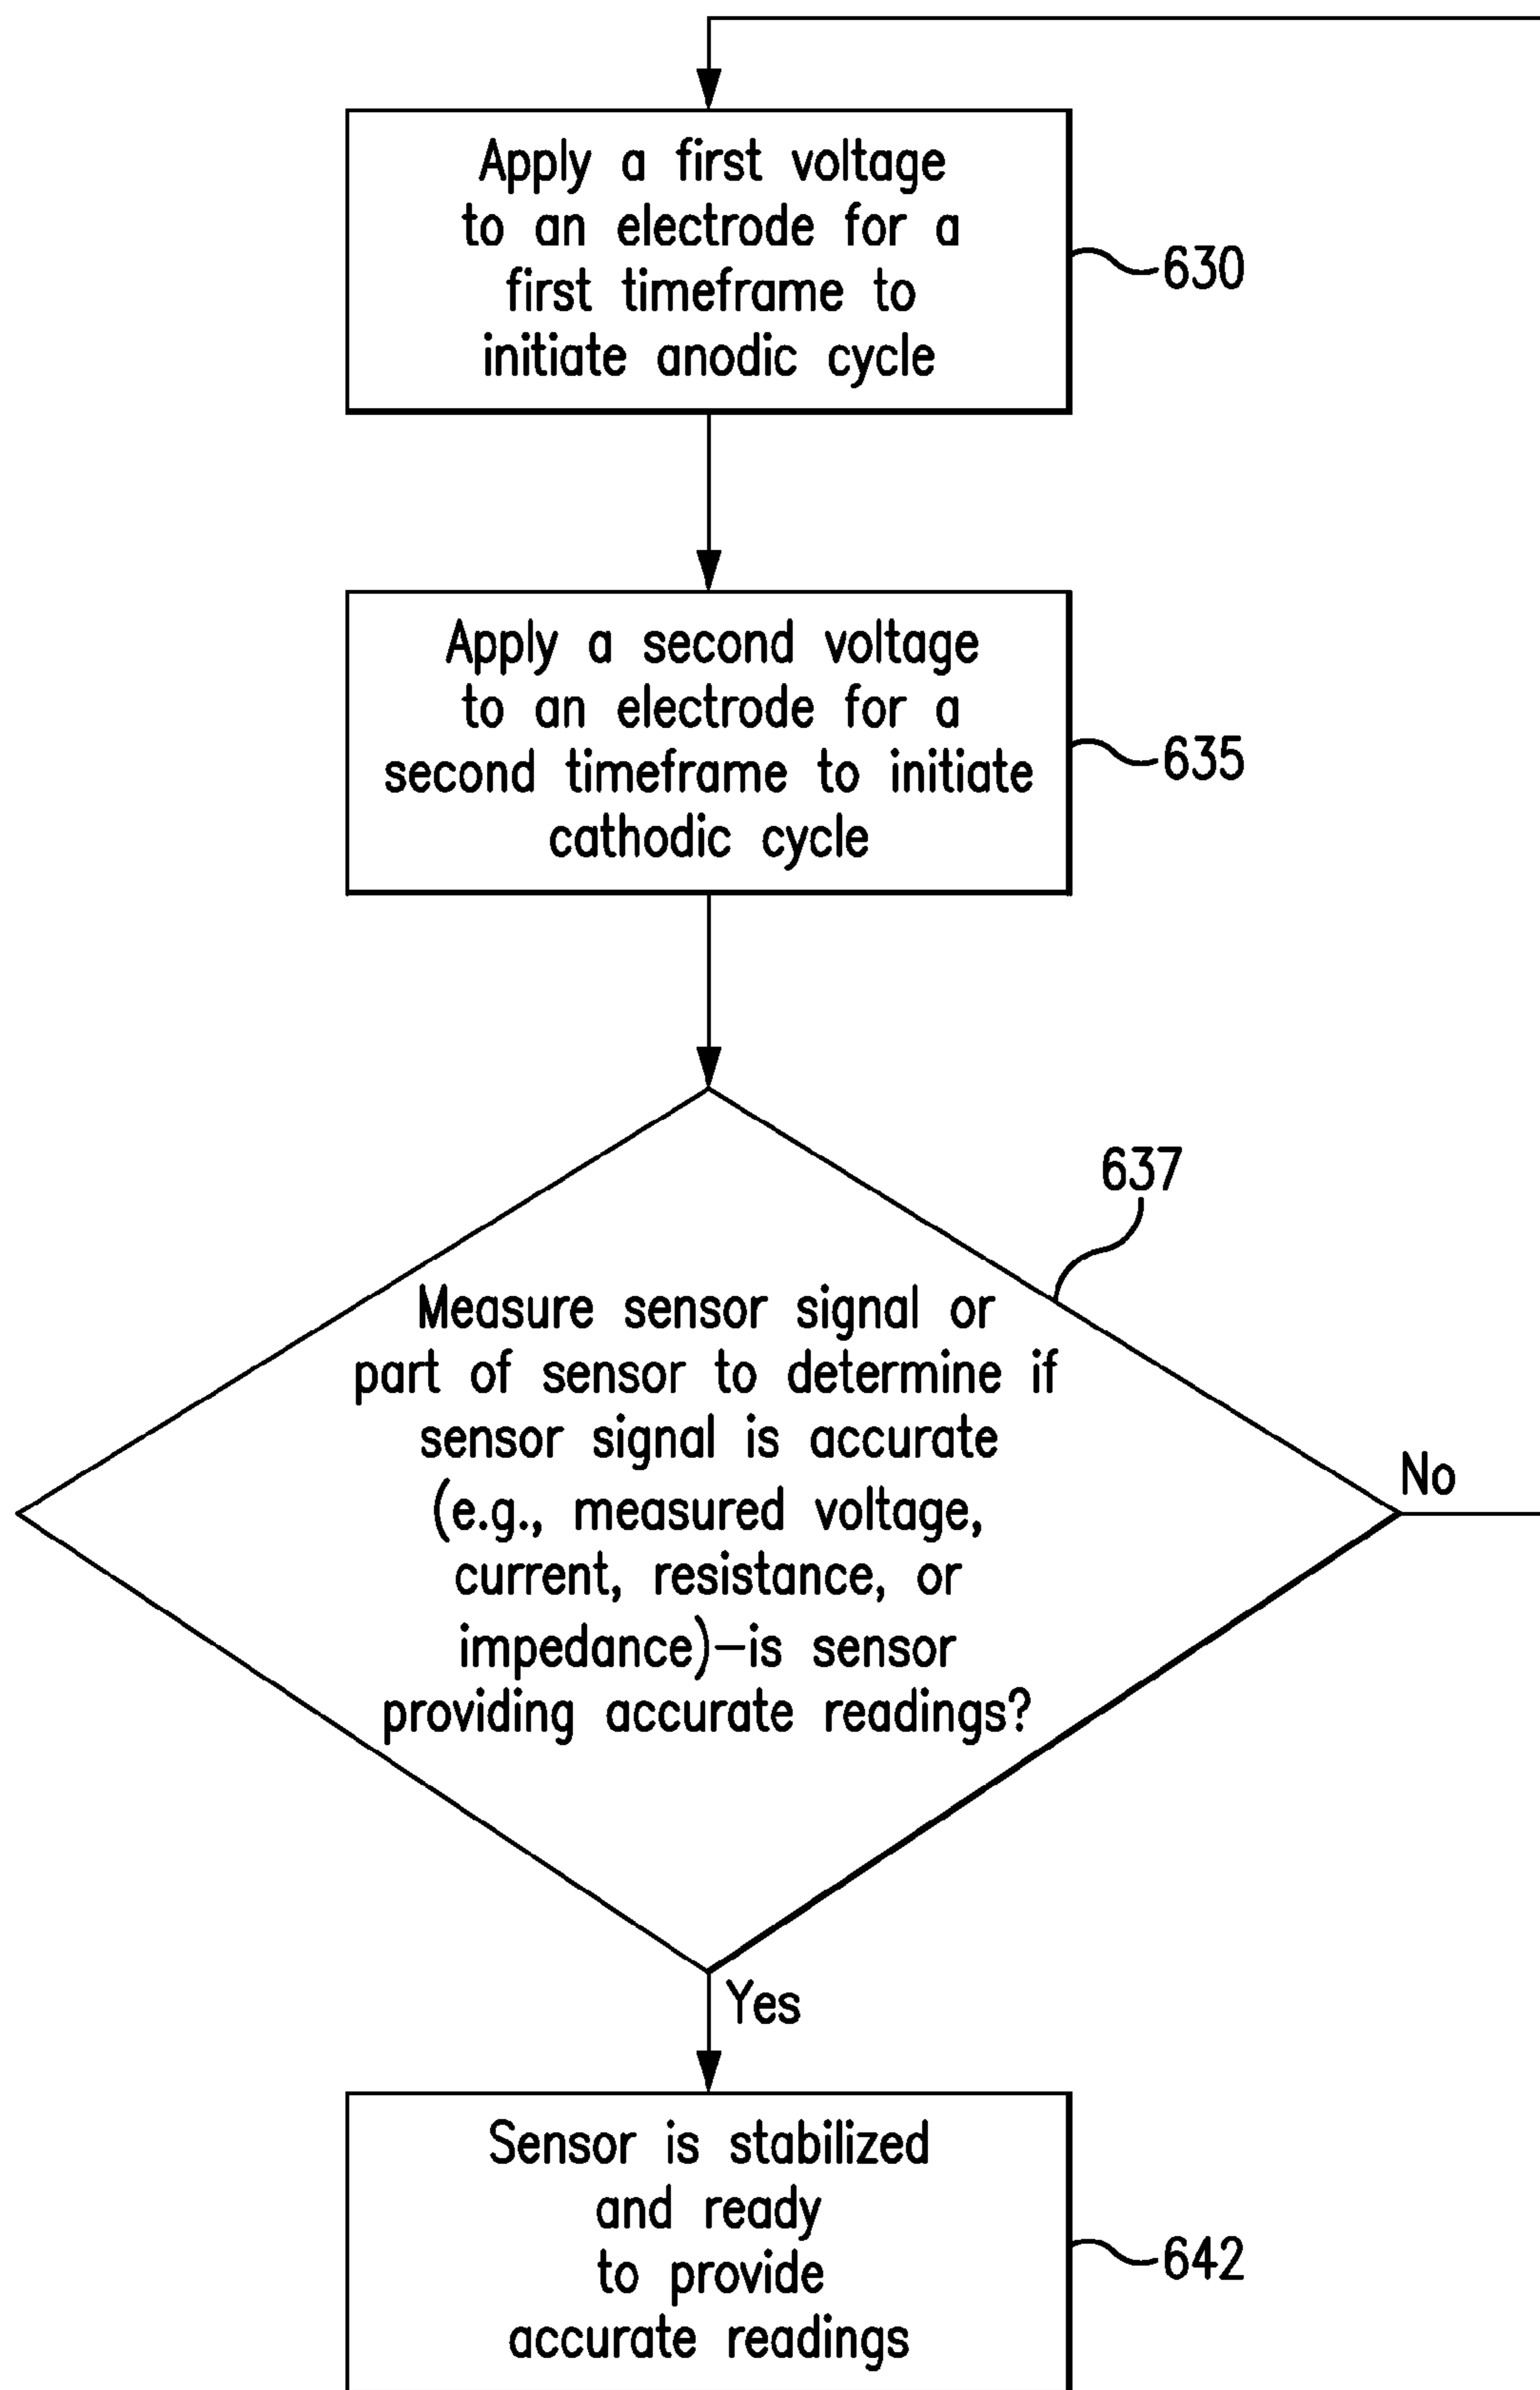 Apply a first voltage
to an electrode for a
first timeframe to
initiate anodic cycle
630
Apply a second voltage
to an electrode for a
second timeframe to initiate
cathodic cycle
635
637
Measure sensor signal or
part of sensor to determine if
sensor signal is accurate
(e.g., measured voltage,
current, resistance, or
impedance)–is sensor
providing accurate readings?
No
Yes
Sensor is stabilized
and ready
to provide
accurate readings
642